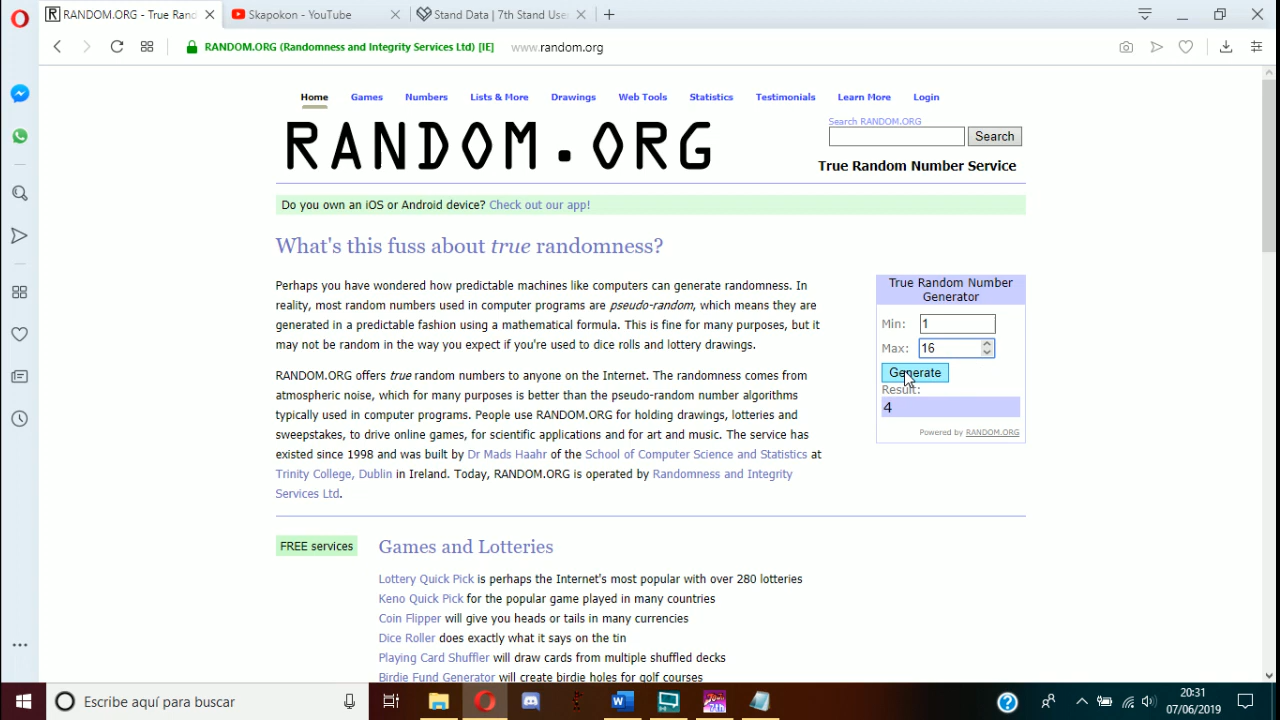 RANDOM.ORG - True Rano
Skapokon - YouTube
Stand Data | 7th Stand Use
RANDOM.ORG (Randomness and Integrity Services Ltd) [IE]
www.random.org
Home Games Numbers Lists & More Drawings Web Tools Statistics Testimonials Learn More Login
Search RANDOM.ORG
RANDOM.ORG
Search
True Random Number Service
Do you own an iOS or Android device? Check out our app!
What's this fuss about true randomness?
Perhaps you have wondered how predictable machines like computers can generate randomness. In
reality, most random numbers used in computer programs are pseudo-random, which means they are
generated in a predictable fashion using a mathematical formula. This is fine for many purposes, but it
may not be random in the way you expect if you're used to dice rolls and lottery drawings.
RANDOM.ORG offers true random numbers to anyone on the Internet. The randomness comes from
atmospheric noise, which for many purposes is better than the pseudo-random number algorithms
typically used in computer programs. People use RANDOM.ORG for holding drawings, lotteries and
sweepstakes, to drive online games, for scientific applications and for art and music. The service has
existed since 1998 and was built by Dr Mads Haahr of the School of Computer Science and Statistics at
Trinity College, Dublin in Ireland. Today, RANDOM.ORG is operated by Randomness and Integrity
Services Ltd.
True Random Number
Generator
Min: 1
Max: 16
Generate
Result:
4
Powered by RANDOM.ORG
FREE services
Games and Lotteries
Lottery Quick Pick is perhaps the Internet's most popular with over 280 lotteries
Keno Quick Pick for the popular game played in many countries
Coin Flipper will give you heads or tails in many currencies
Dice Roller does exactly what it says on the tin
Playing Card Shuffler will draw cards from multiple shuffled decks
Birdie Fund Generator will create birdie holes for golf courses
Escribe aquí para buscar
20:31
07/06/2019